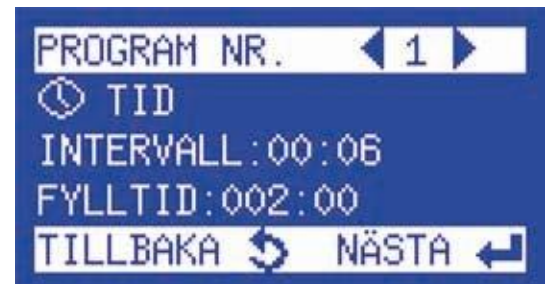 PROGRAM NR. 1
TID
INTERVALL:00:06
FYLLTID:002:00
TILLBAKA NÄSTA